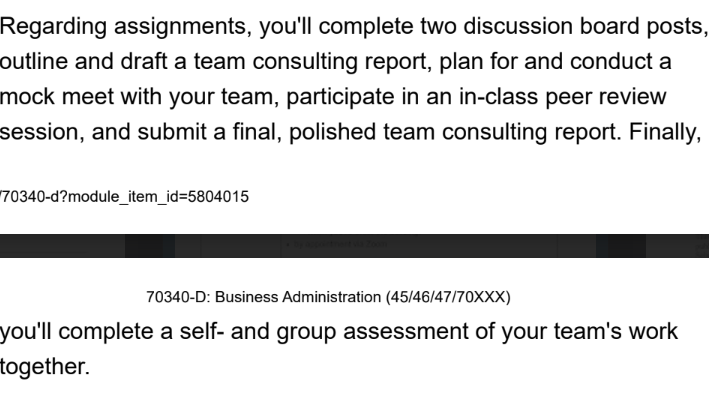 Regarding assignments, you'll complete two discussion board posts,
outline and draft a team consulting report, plan for and conduct a
mock meet with your team, participate in an in-class peer review
session, and submit a final, polished team consulting report. Finally,
/70340-d?module_item_id=5804015
70340-D: Business Administration (45/46/47/70XXX)
you'll complete a self- and group assessment of your team's work
together.